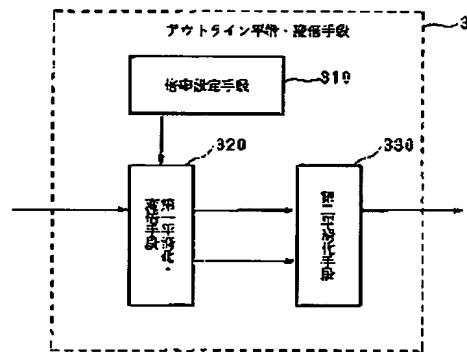 アウトライン平滑・変倍手段
3
倍率設定手段
310
320
330
第一平滑化・
変倍手段
第二平滑化手段